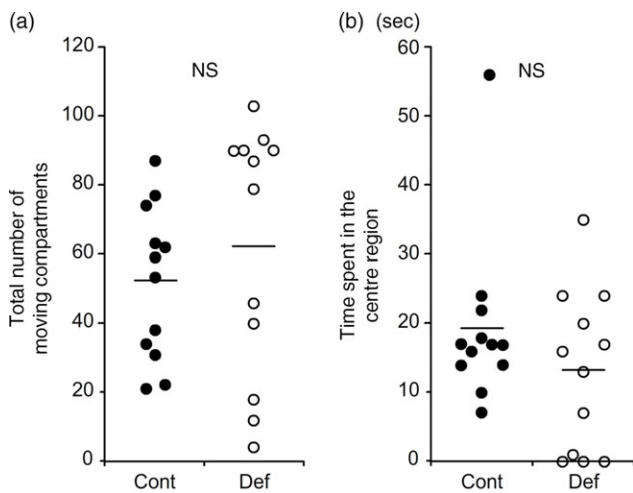 (a)
NS
Total number of
moving compartments
120
100
80
60
40
20
0
Cont Def
(b) (sec)
NS
Time spent in the
centre region
60
50
40
30
20
10
0
Cont Def